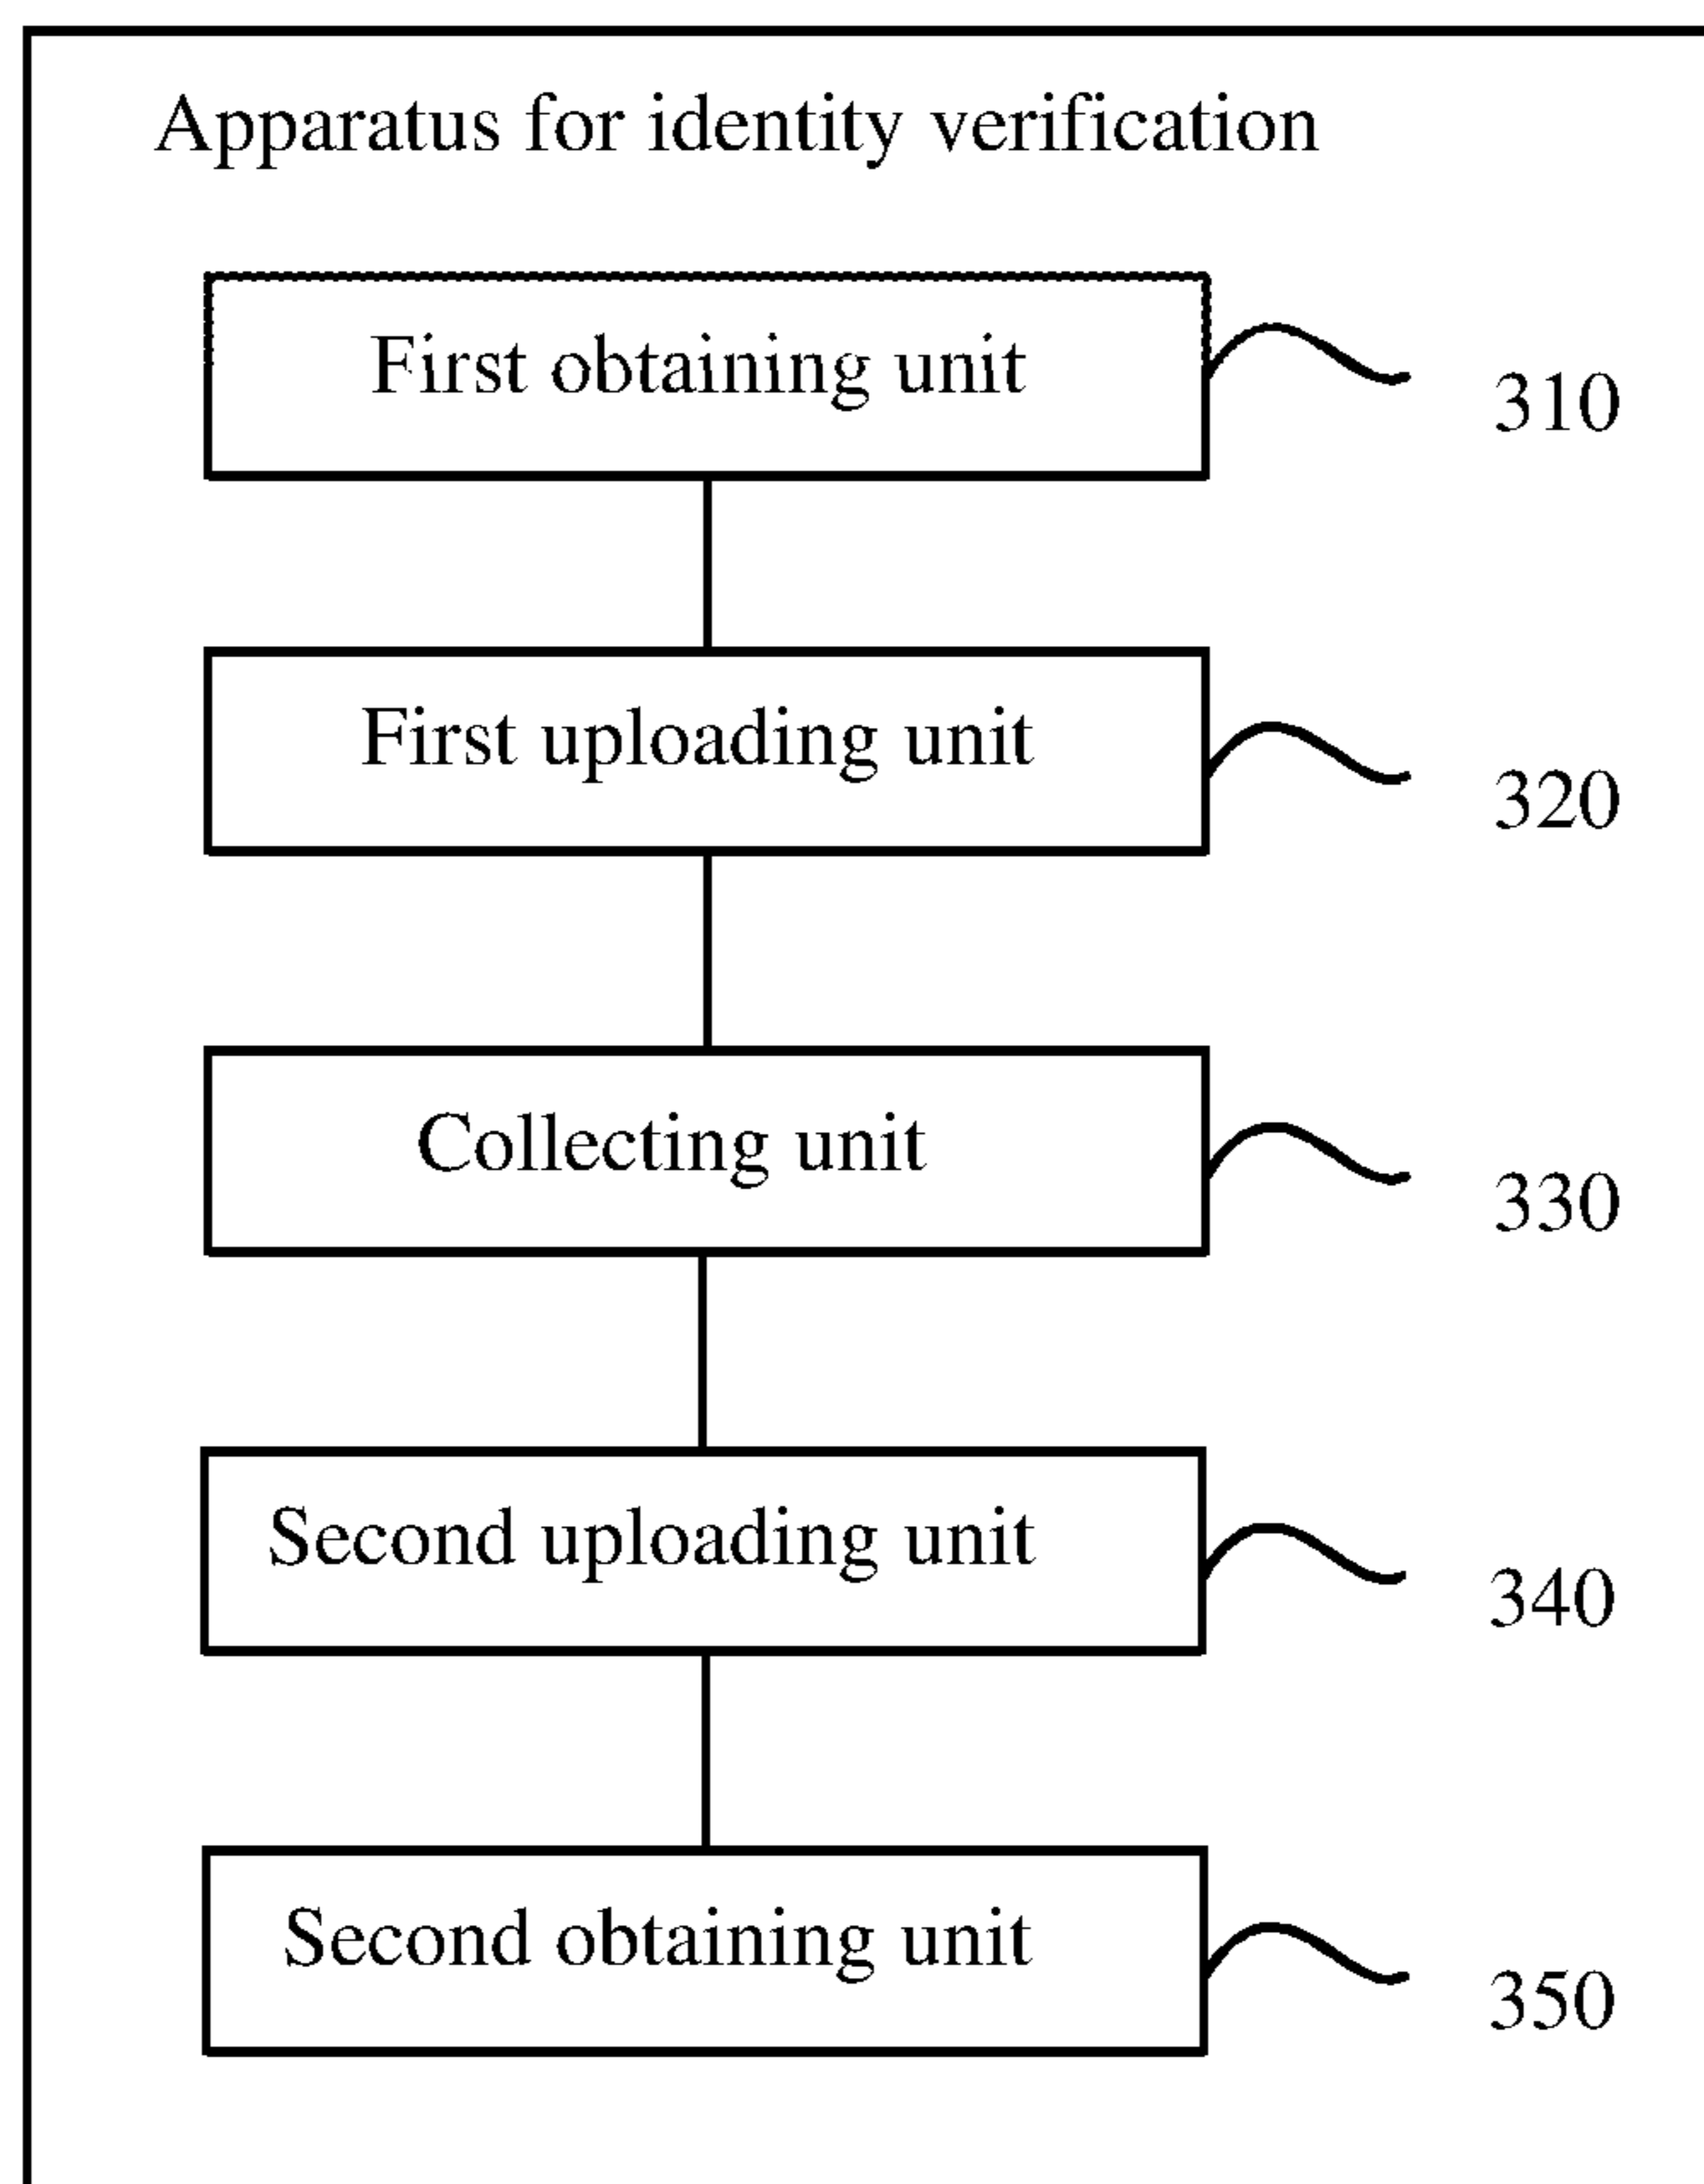 Apparatus for identity verification
First obtaining unit
310
First uploading unit
320
Collecting unit
330
Second uploading unit
340
Second obtaining unit
350